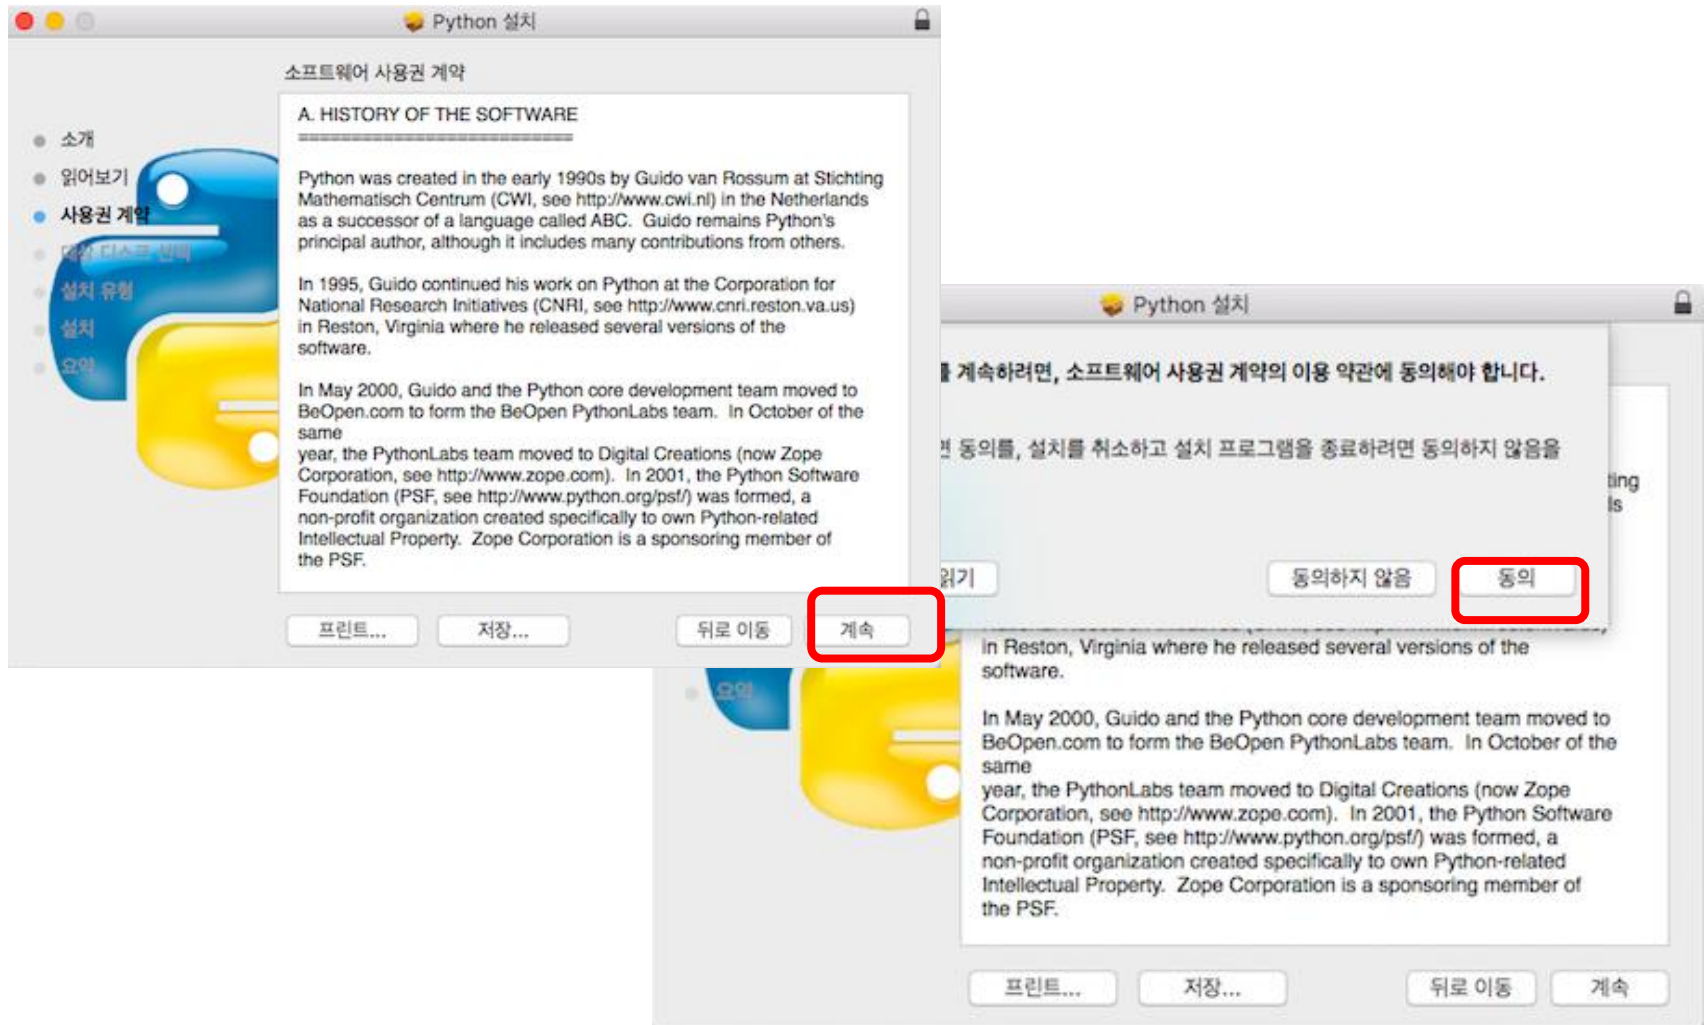 Python 설치
소프트웨어 사용권 계약
소개
읽어보기
사용권 계약
대상 디스크 선택
설치 유형
설치
요약
A. HISTORY OF THE SOFTWARE
==========================
Python was created in the early 1990s by Guido van Rossum at Stichting
Mathematisch Centrum (CWI, see http://www.cwi.nl) in the Netherlands
as a successor of a language called ABC.  Guido remains Python's
principal author, although it includes many contributions from others.
In 1995, Guido continued his work on Python at the Corporation for
National Research Initiatives (CNRI, see http://www.cnri.reston.va.us)
in Reston, Virginia where he released several versions of the
software.
In May 2000, Guido and the Python core development team moved to
BeOpen.com to form the BeOpen PythonLabs team.  In October of the
same
year, the PythonLabs team moved to Digital Creations (now Zope
Corporation, see http://www.zope.com).  In 2001, the Python Software
Foundation (PSF, see http://www.python.org/psf/) was formed, a
non-profit organization created specifically to own Python-related
Intellectual Property.  Zope Corporation is a sponsoring member of
the PSF.
프린트...
저장...
뒤로 이동
계속
Python 설치
계속하려면, 소프트웨어 사용권 계약의 이용 약관에 동의해야 합니다.
동의를, 설치를 취소하고 설치 프로그램을 종료하려면 동의하지 않음을
ting
ls
읽기
동의하지 않음
동의
in Reston, Virginia where he released several versions of the
software.
요약
In May 2000, Guido and the Python core development team moved to
BeOpen.com to form the BeOpen PythonLabs team.  In October of the
same
year, the PythonLabs team moved to Digital Creations (now Zope
Corporation, see http://www.zope.com).  In 2001, the Python Software
Foundation (PSF, see http://www.python.org/psf/) was formed, a
non-profit organization created specifically to own Python-related
Intellectual Property.  Zope Corporation is a sponsoring member of
the PSF.
프린트...
저장...
뒤로 이동
계속